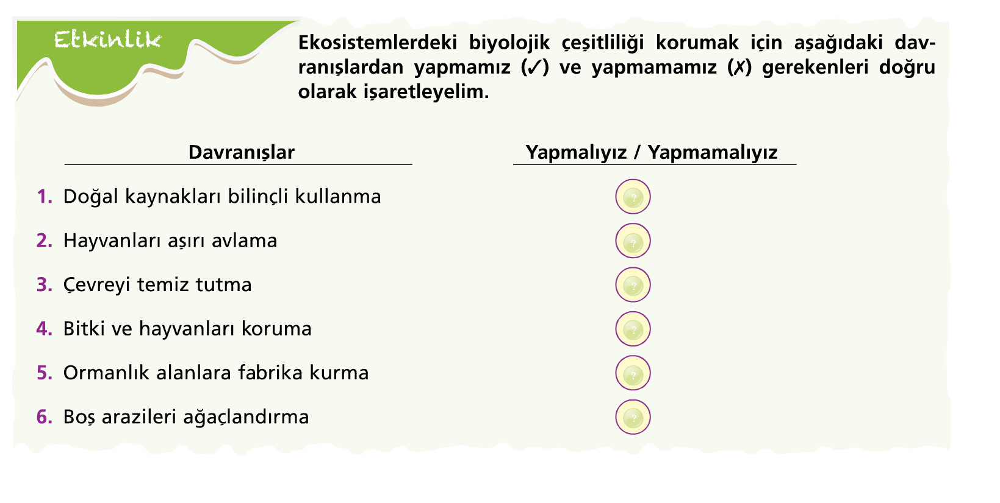 Etkinlik
Ekosistemlerdeki biyolojik çeşitliliği korumak için aşağıdaki dav-
ranışlardan yapmamız (✓) ve yapmamamız (✗) gerekenleri doğru
olarak işaretleyelim.
Davranışlar Yapmalıyız / Yapmamalıyız
1. Doğal kaynakları bilinçli kullanma ?
2. Hayvanları aşırı avlama ?
3. Çevreyi temiz tutma ?
4. Bitki ve hayvanları koruma ?
5. Ormanlık alanlara fabrika kurma ?
6. Boş arazileri ağaçlandırma ?